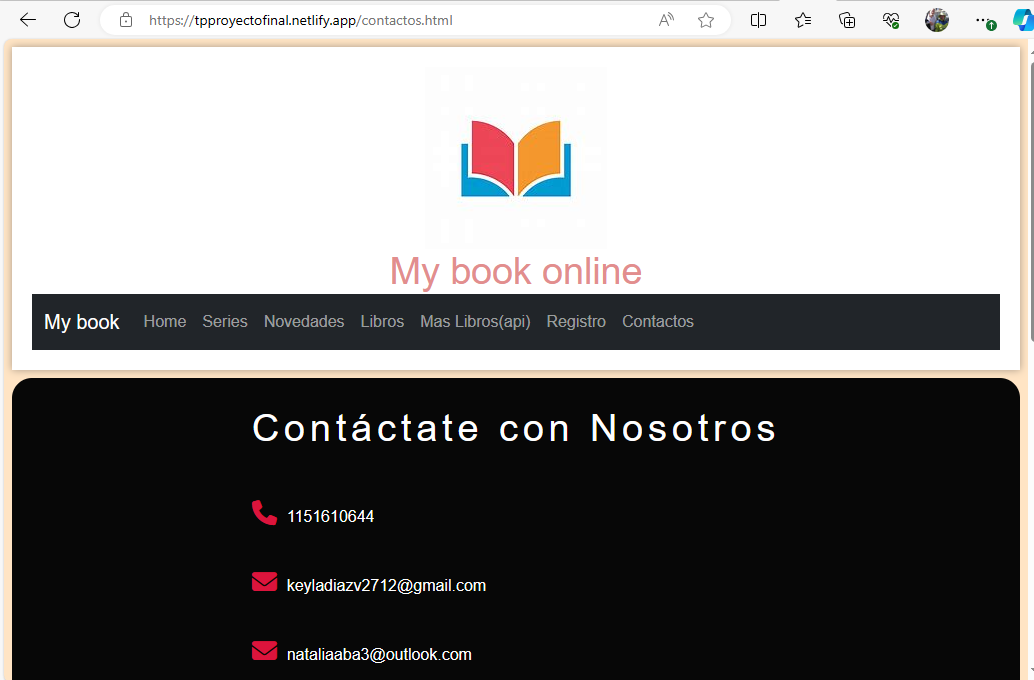 https://tpproyectofinal.netlify.app/contactos.html
My book online
My book Home Series Novedades Libros Mas Libros(api) Registro Contactos
Contáctate con Nosotros
1151610644
keyladiazv2712@gmail.com
nataliaaba3@outlook.com